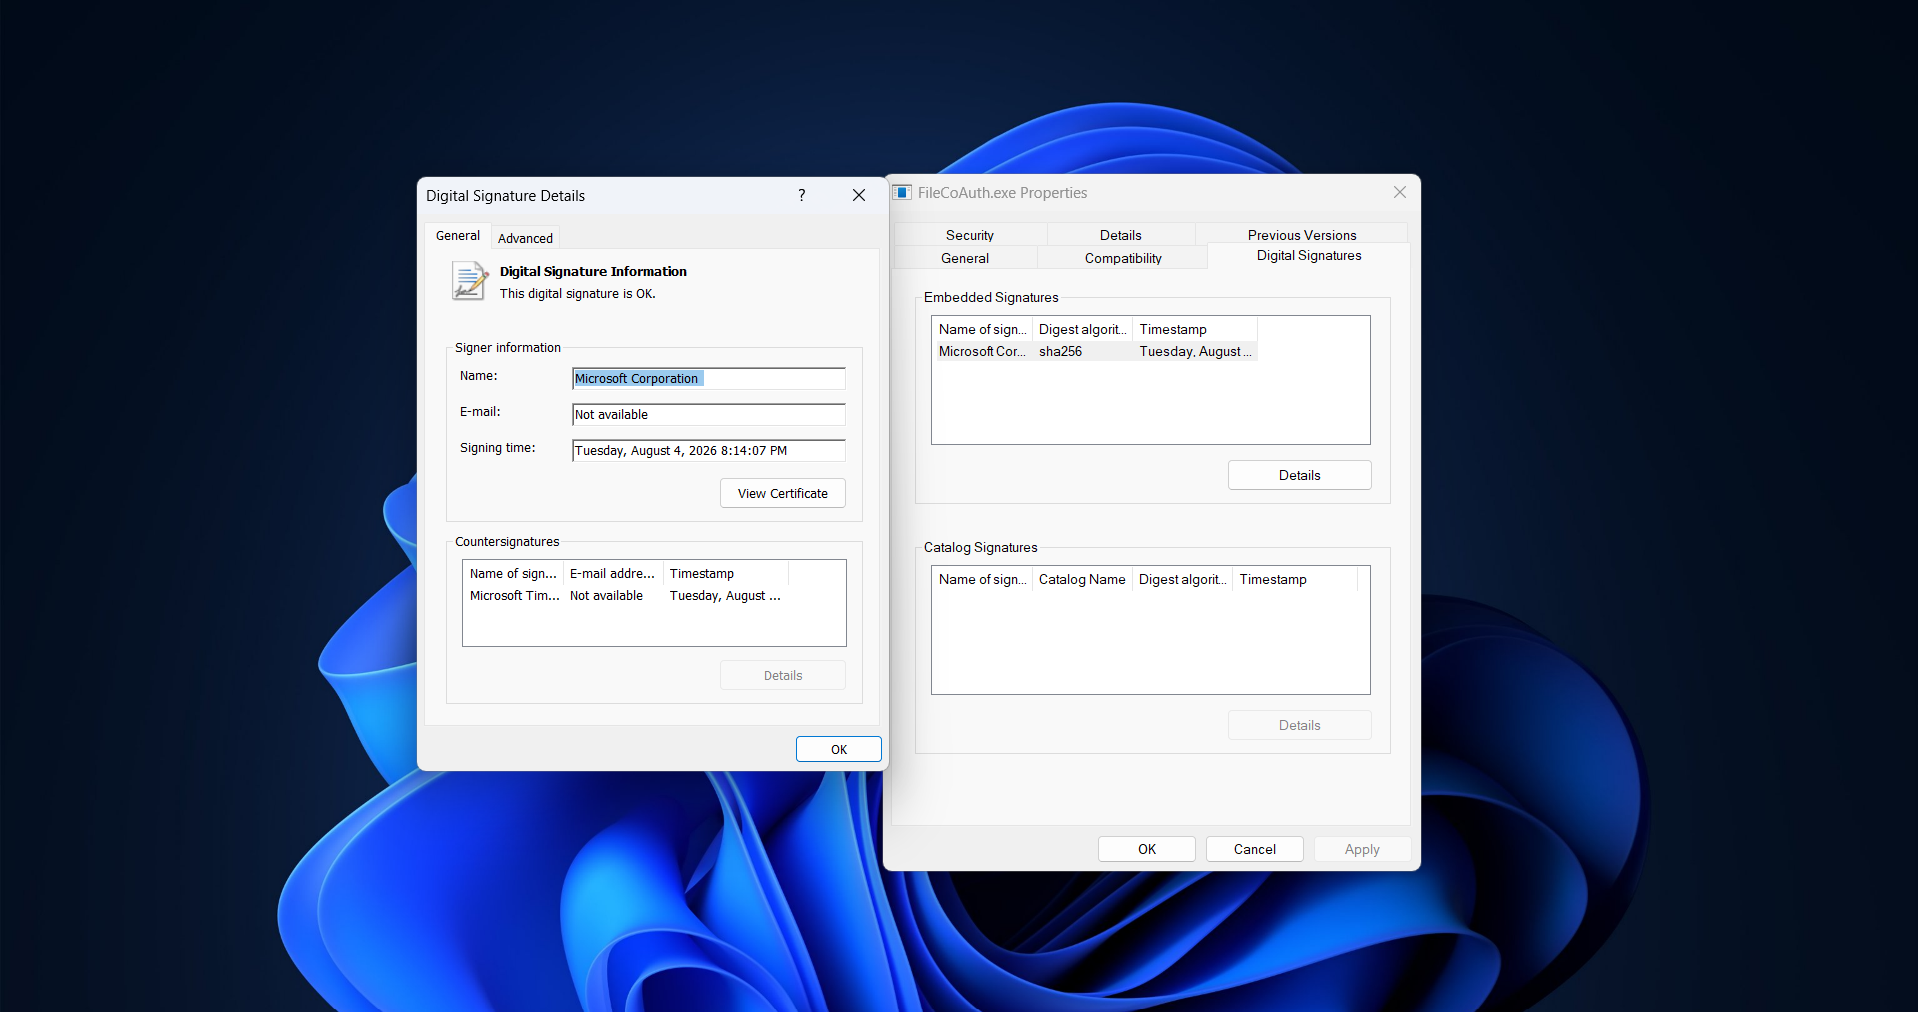 Digital Signature Details
?
General
Advanced
Digital Signature Information
This digital signature is OK.
Signer information
Name:
Microsoft Corporation
E-mail:
Not available
Signing time:
Tuesday, August 4, 2026 8:14:07 PM
View Certificate
Countersignatures
Name of sign... E-mail addre... Timestamp
Microsoft Tim... Not available Tuesday, August ...
Details
OK
FileCoAuth.exe Properties
Security Details Previous Versions
General Compatibility Digital Signatures
Embedded Signatures
Name of sign... Digest algorit... Timestamp
Microsoft Cor... sha256 Tuesday, August ...
Details
Catalog Signatures
Name of sign... Catalog Name Digest algorit... Timestamp
Details
OK Cancel Apply